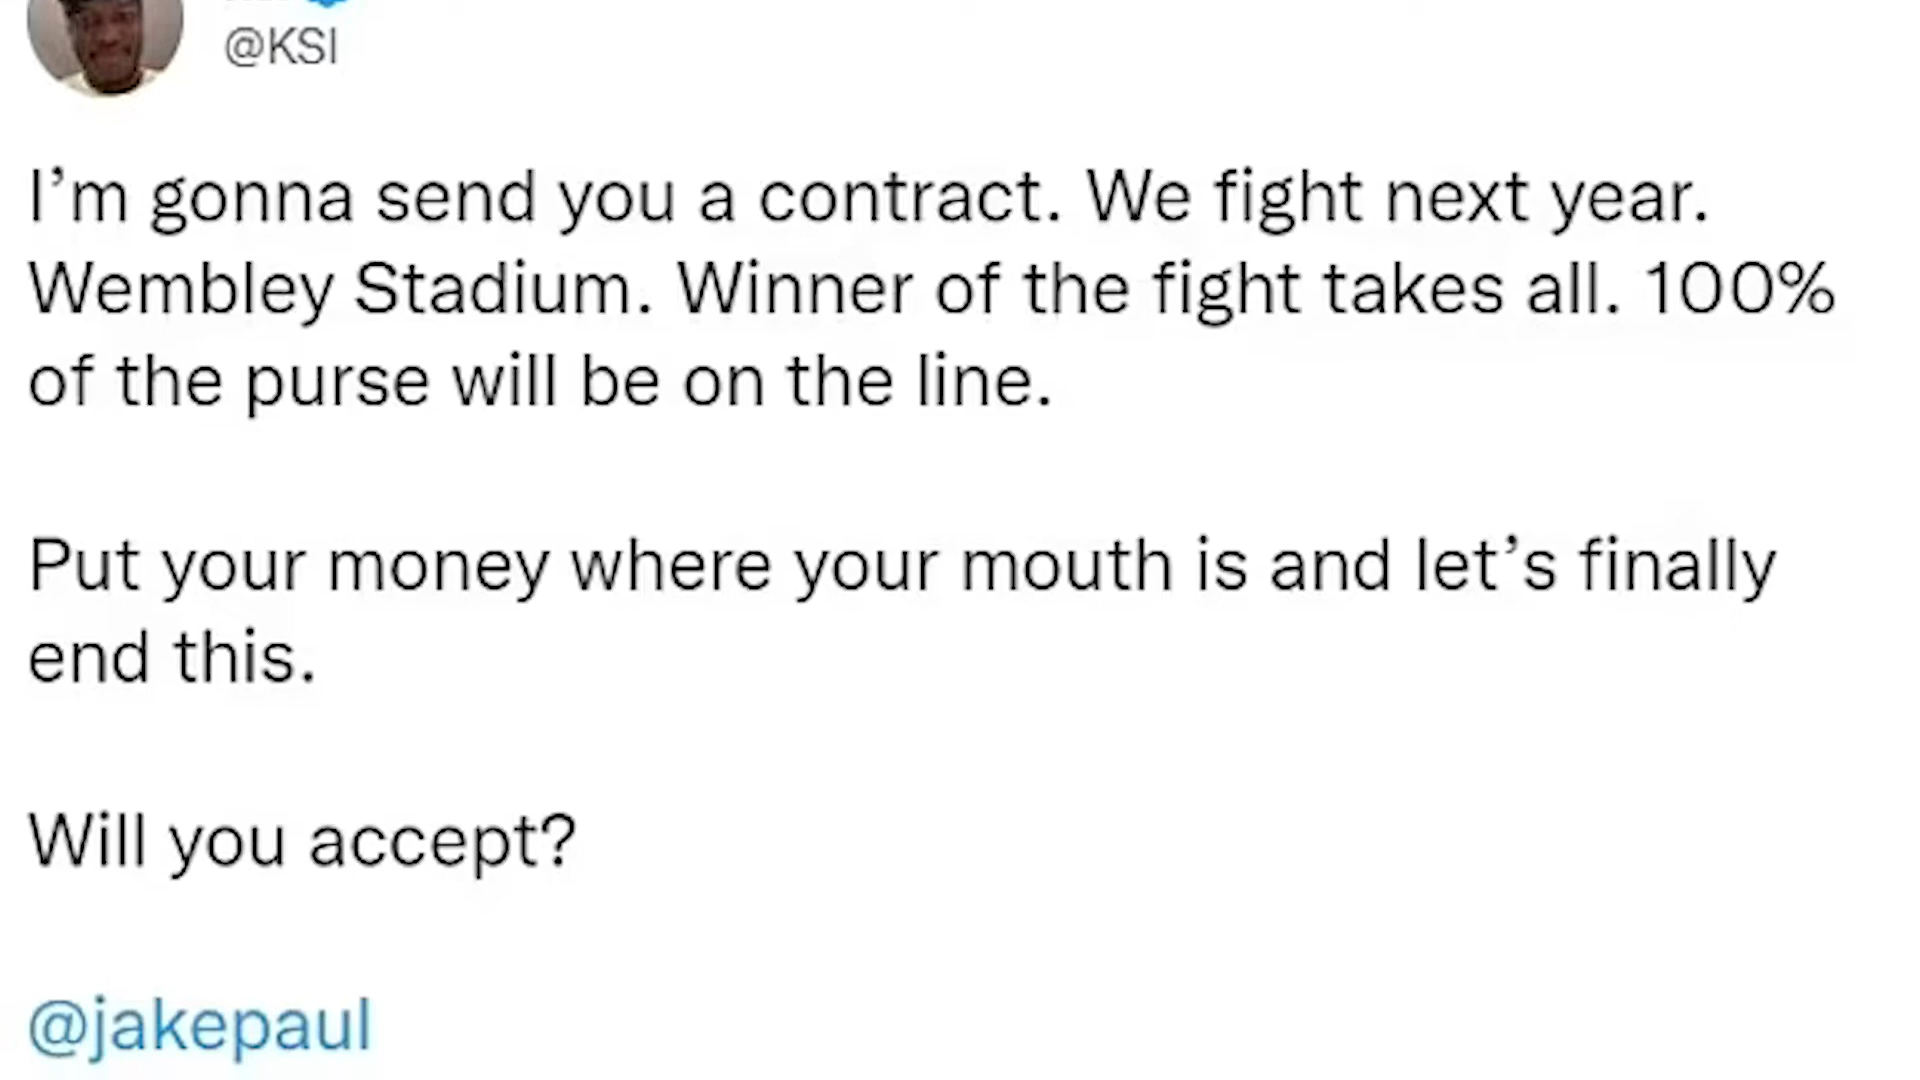 @KSI
I’m gonna send you a contract. We fight next year.
Wembley Stadium. Winner of the fight takes all. 100%
of the purse will be on the line.
Put your money where your mouth is and let’s finally
end this.
Will you accept?
@jakepaul